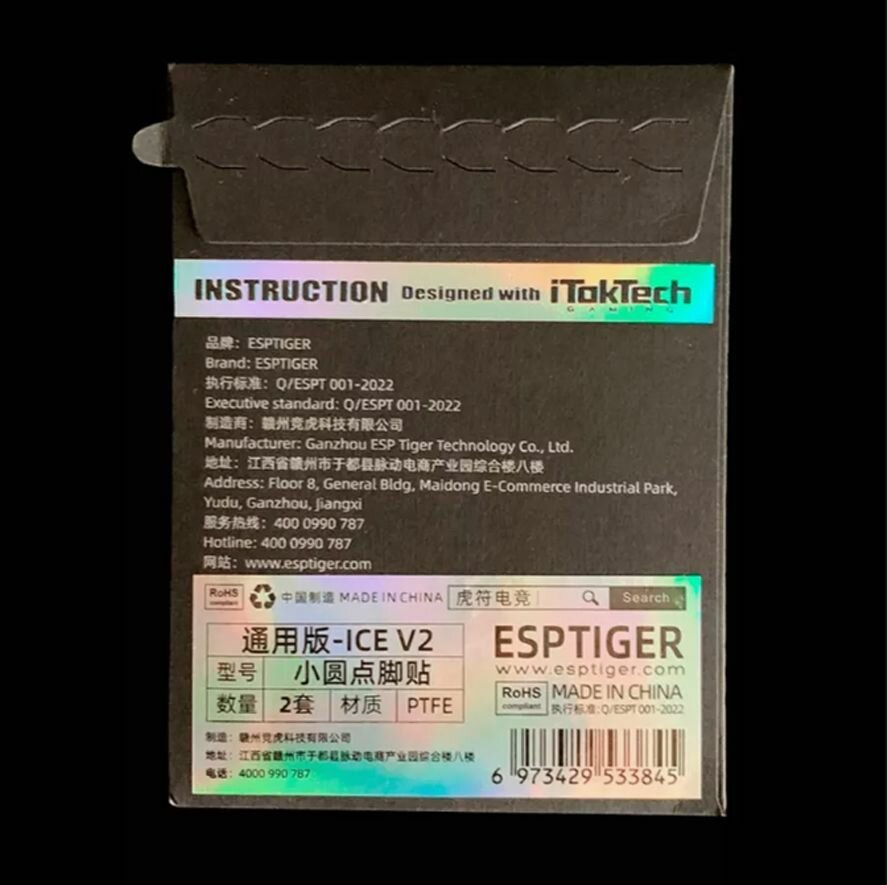 INSTRUCTION Designed with iTakTech
GAMING
品牌：ESPTIGER
Brand: ESPTIGER
执行标准：Q/ESPT 001-2022
Executive standard: Q/ESPT 001-2022
制造商：赣州竞虎科技有限公司
Manufacturer: Ganzhou ESP Tiger Technology Co., Ltd.
地址：江西省赣州市于都县脉动电商产业园综合楼八楼
Address: Floor 8, General Bldg, Maidong E-Commerce Industrial Park,
Yudu, Ganzhou, Jiangxi
服务热线：400 0990 787
Hotline: 400 0990 787
网站：www.esptiger.com
RoHS
compliant
中国制造 MADE IN CHINA
虎符电竞
Search
通用版-ICE V2
型号 小圆点脚贴
数量 2套 材质 PTFE
制造：赣州竞虎科技有限公司
地址：江西省赣州市于都县脉动电商产业园综合楼八楼
电话：4000 990 787
ESPTIGER
www.esptiger.com
RoHS
compliant
MADE IN CHINA
执行标准：Q/ESPT 001-2022
6 973429 533845